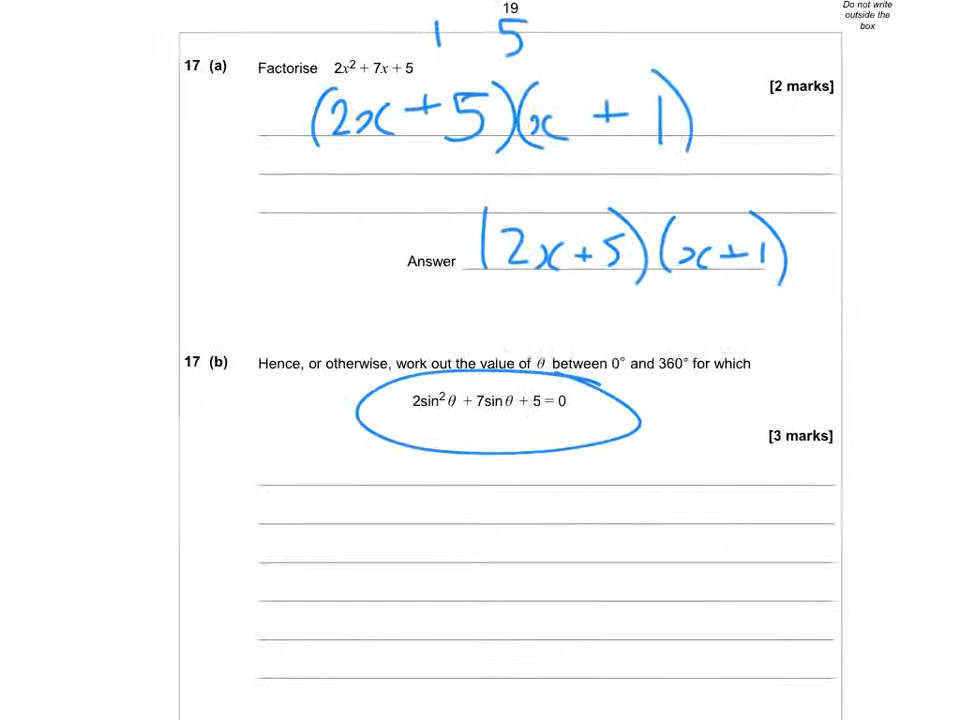 19
Do not write
outside the
box
1 5
17 (a) Factorise 2x² + 7x + 5
[2 marks]
(2x + 5)(x + 1)
Answer (2x+5)(x+1)
17 (b) Hence, or otherwise, work out the value of θ between 0° and 360° for which
2sin²θ + 7sinθ + 5 = 0
[3 marks]